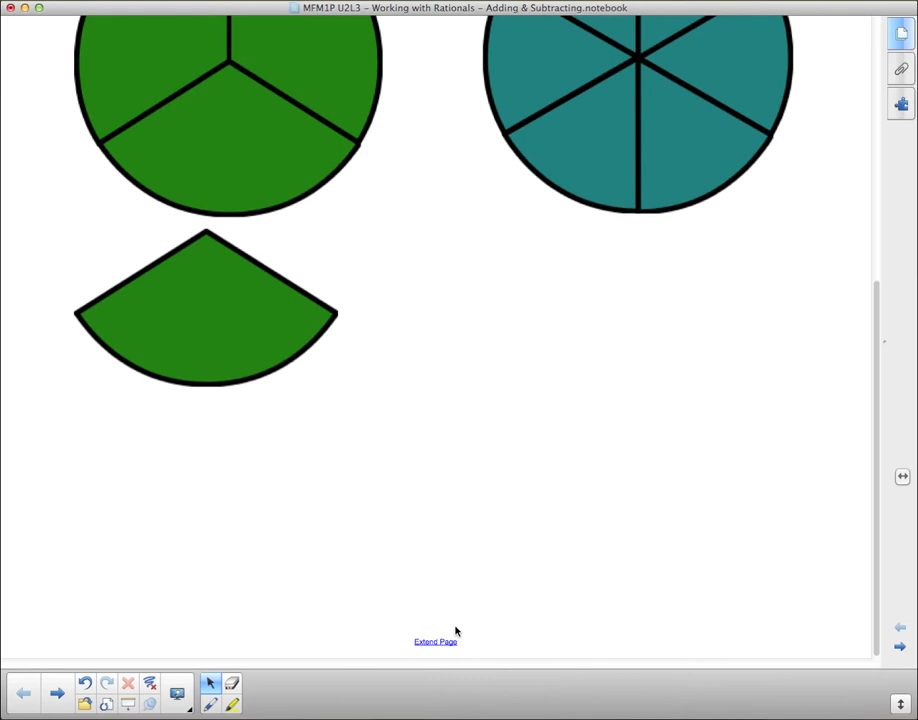 MFM1P U2L3 – Working with Rationals – Adding & Subtracting.notebook
Extend Page